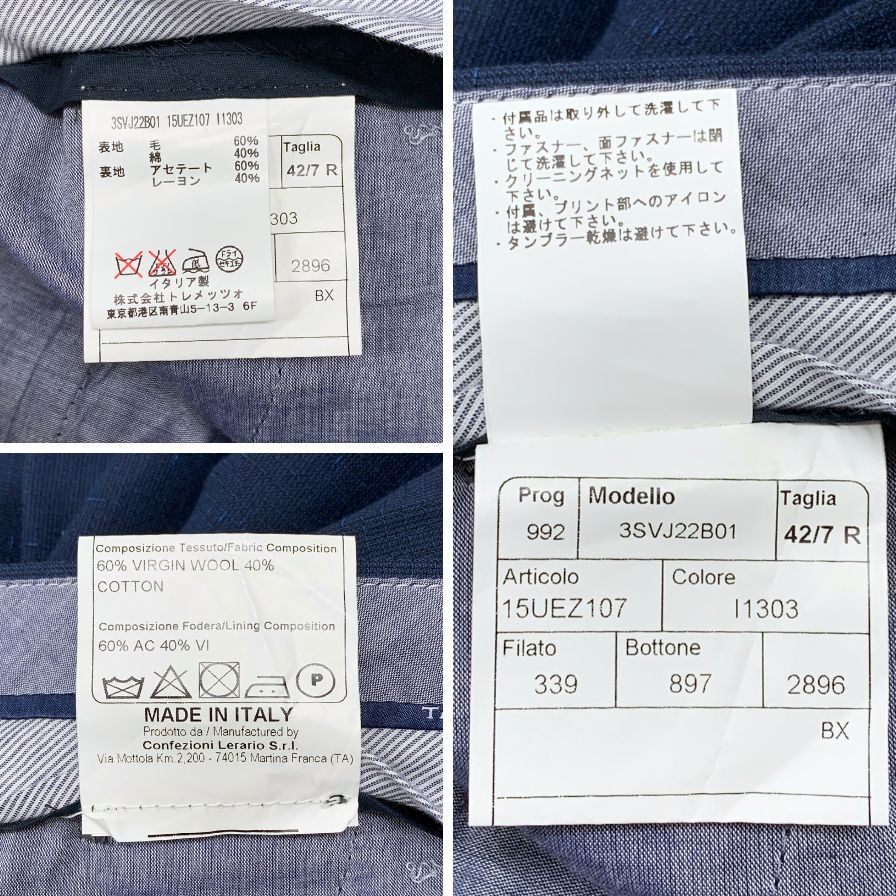 3SVJ22B01 15UEZ107 I1303
表地 毛 60%
綿 40%
裏地 アセテート 60%
レーヨン 40%
ドライ
セキユ系
イタリア製
株式会社トレメッツォ
東京都港区南青山5-13-3 6F
Taglia
42/7 R
303
2896
BX
・付属品は取り外して洗濯して下
さい。
・ファスナー、面ファスナーは閉
じて洗濯して下さい。
・クリーニングネットを使用して
下さい。
・付属、プリント部へのアイロン
は避けて下さい。
・タンブラー乾燥は避けて下さい。
Composizione Tessuto/Fabric Composition
60% VIRGIN WOOL 40%
COTTON
Composizione Fodera/Lining Composition
60% AC 40% VI
P
MADE IN ITALY
Prodotto da / Manufactured by
Confezioni Lerario S.r.l.
Via Mottola Km.2,200 - 74015 Martina Franca (TA)
Prog Modello Taglia
992 3SVJ22B01 42/7 R
Articolo Colore
15UEZ107 I1303
Filato Bottone
339 897 2896
BX